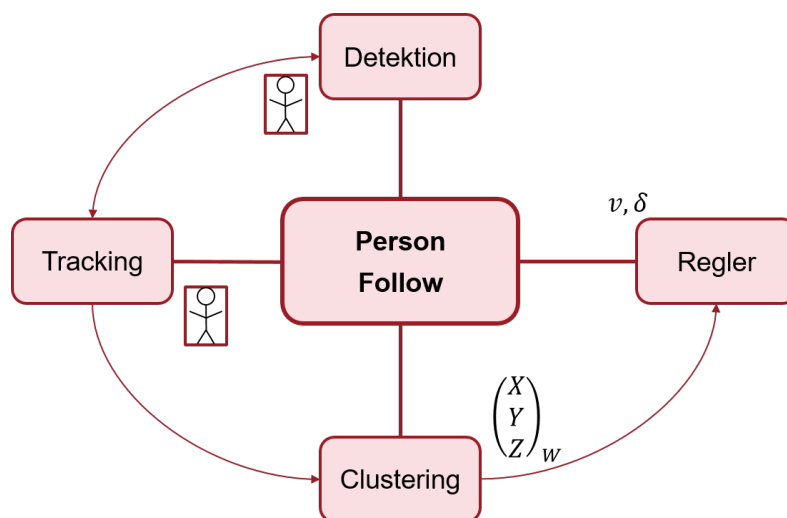 Detektion
v, δ
Tracking
Person
Follow
Regler
X
Y
Z
W
Clustering